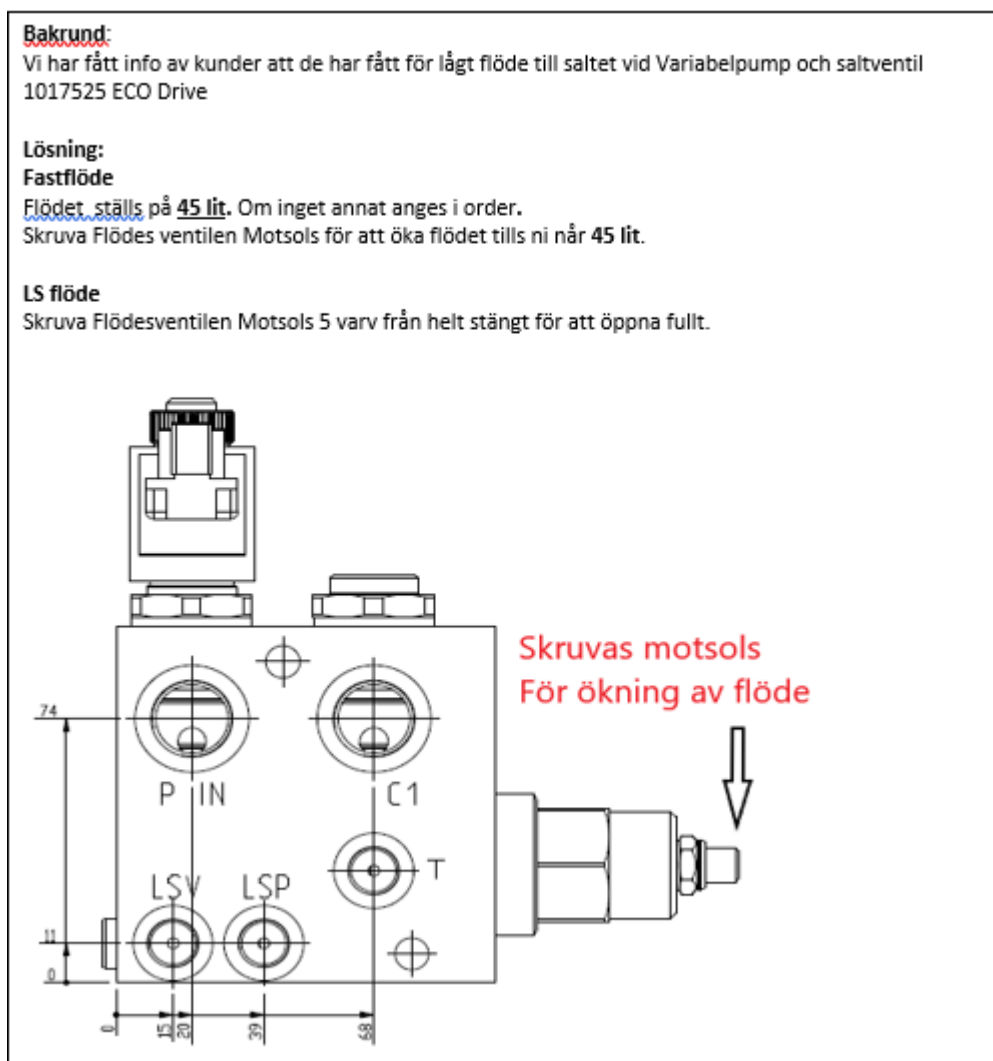 Bakrund:
Vi har fått info av kunder att de har fått för lågt flöde till saltet vid Variabelpump och saltventil
1017525 ECO Drive
Lösning:
Fastflöde
Flödet ställs på 45 lit. Om inget annat anges i order.
Skruva Flödes ventilen Motsols för att öka flödet tills ni når 45 lit.
LS flöde
Skruva Flödesventilen Motsols 5 varv från helt stängt för att öppna fullt.
Skruvas motsols
För ökning av flöde
74
P IN
C1
T
LSV
LSP
11
0
0
15
20
39
68